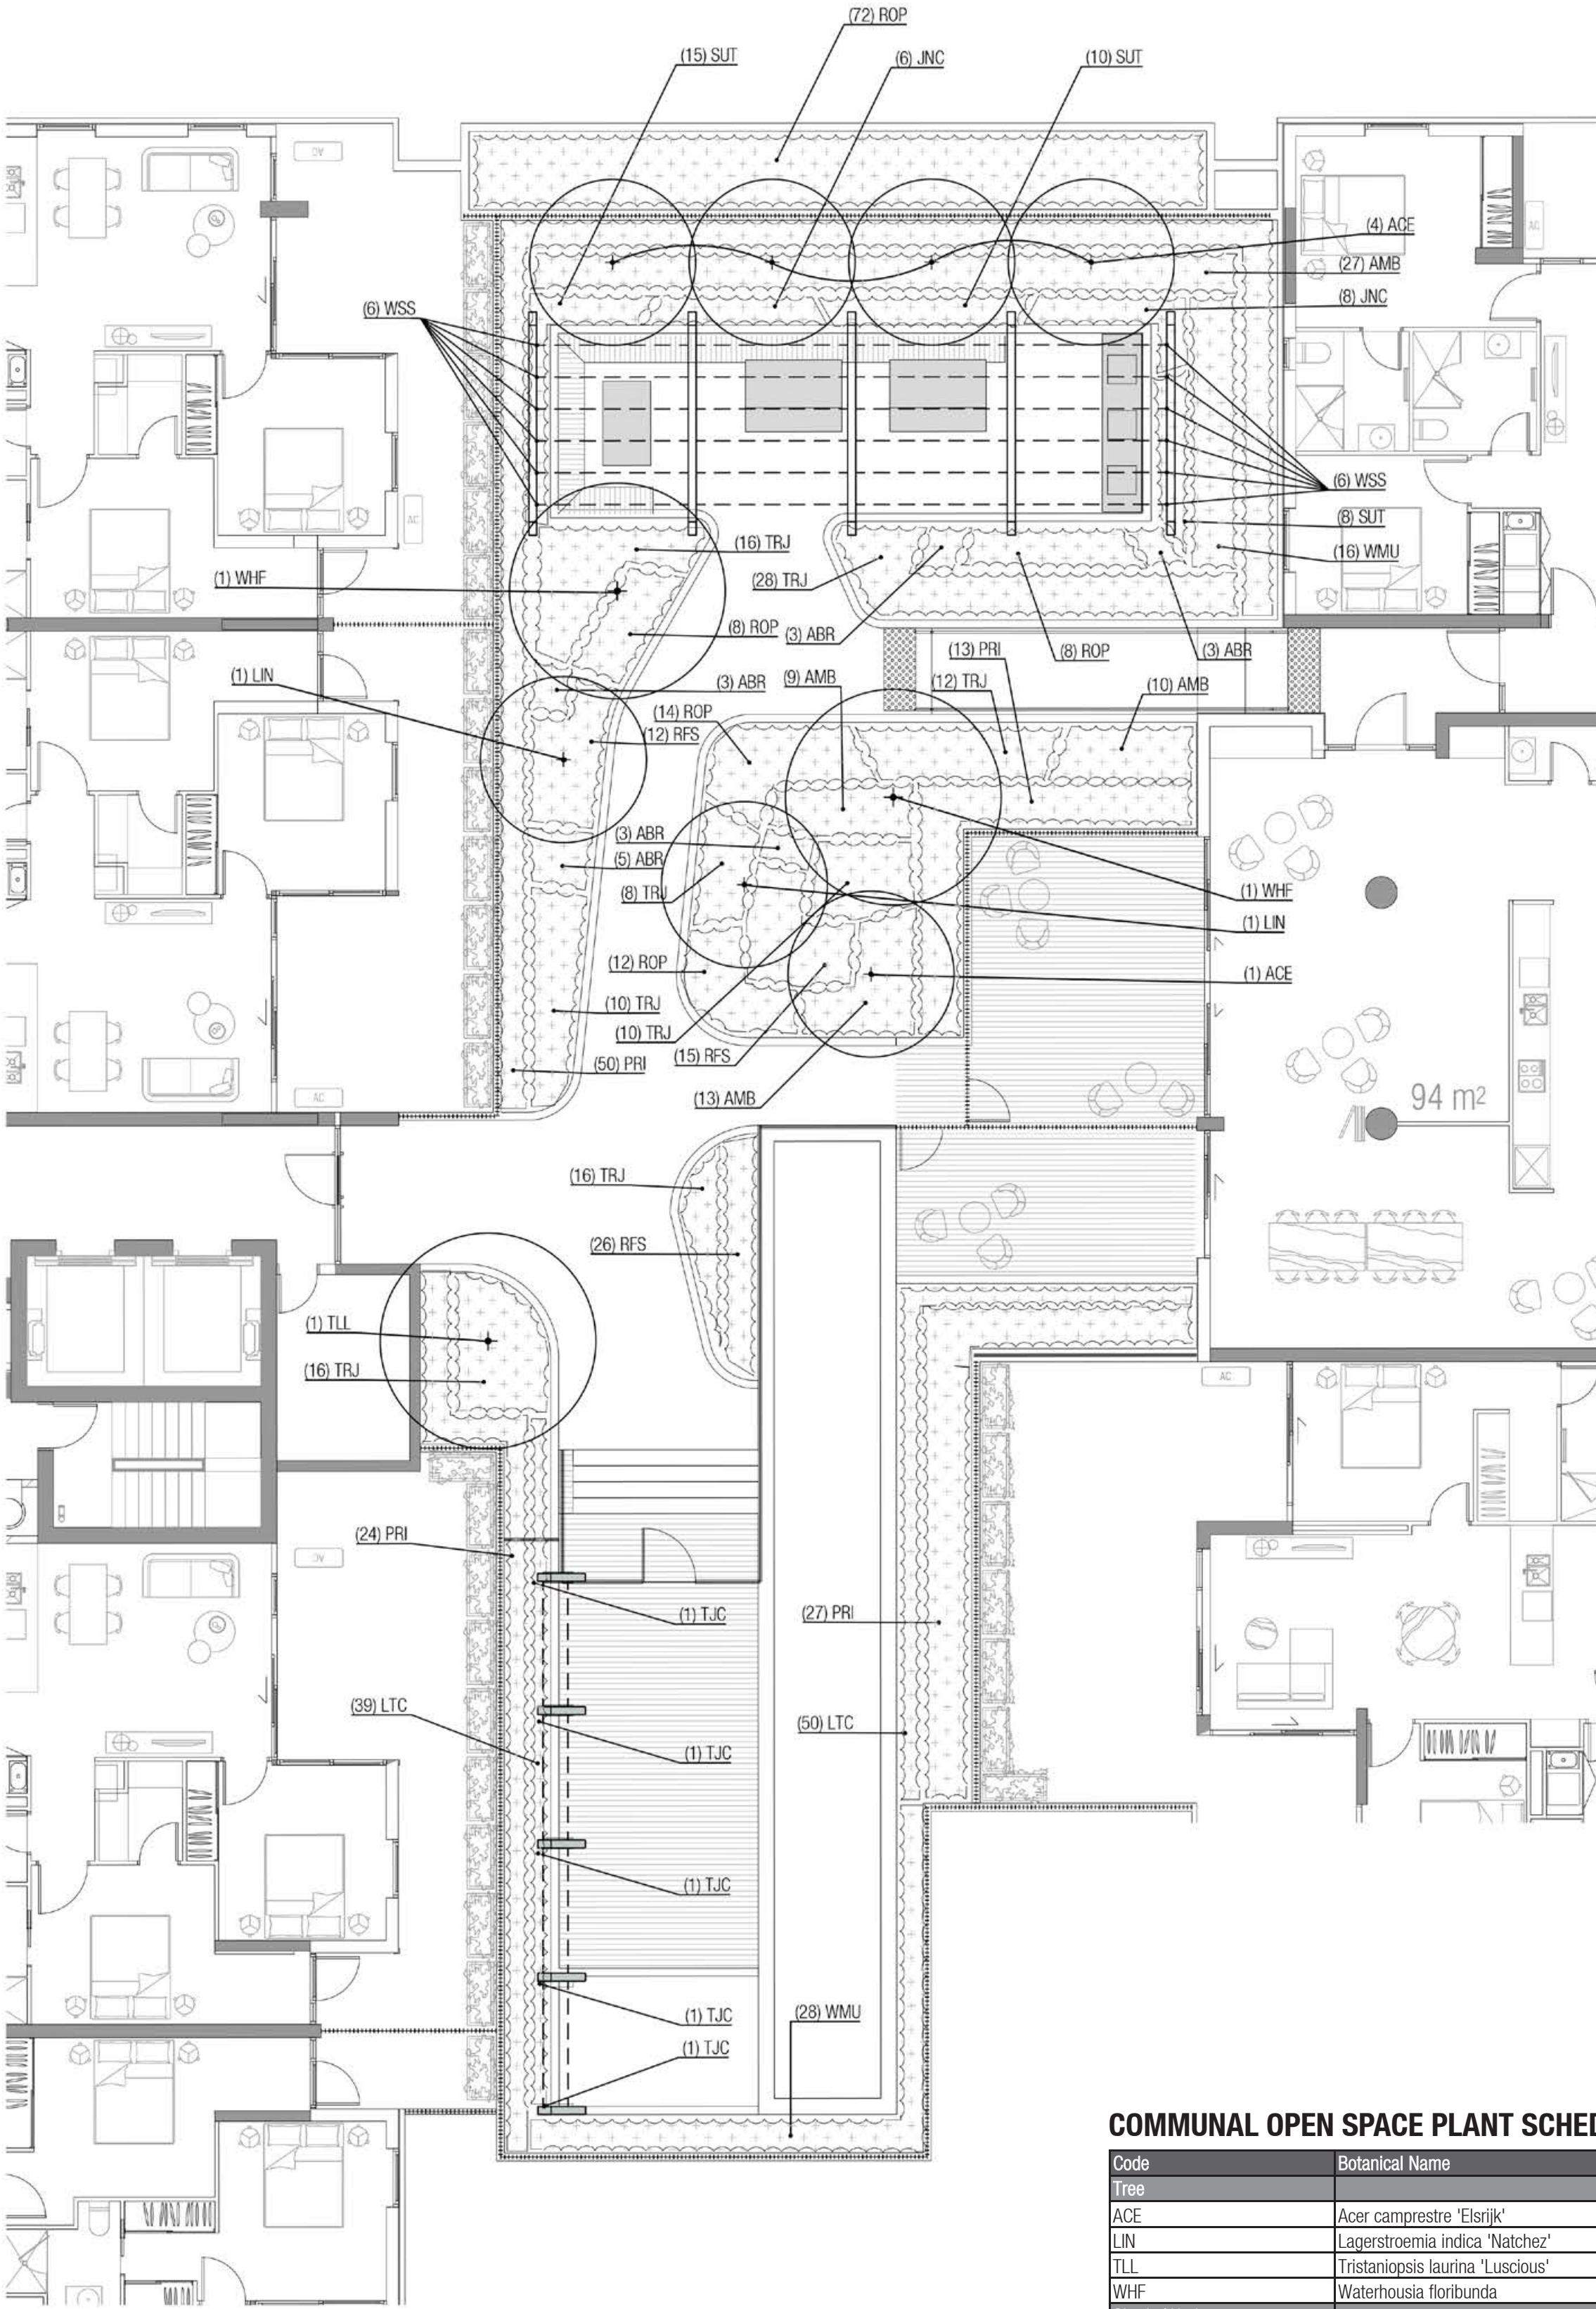 (72) ROP
(15) SUT
(6) JNC
(10) SUT
(4) ACE
(27) AMB
(8) JNC
(6) WSS
AC
AC
(6) WSS
(8) SUT
(16) WMU
(16) TRJ
(28) TRJ
(1) WHF
(8) ROP
(3) ABR
(13) PRI
(8) ROP
(3) ABR
(1) LIN
(3) ABR
(9) AMB
(12) TRJ
(10) AMB
(14) ROP
(12) RFS
(3) ABR
(5) ABR
(8) TRJ
(1) WHF
(1) LIN
(12) ROP
(1) ACE
(10) TRJ
(10) TRJ
(15) RFS
(50) PRI
(13) AMB
AC
94 m²
(16) TRJ
(26) RFS
(1) TLL
(16) TRJ
AC
(24) PRI
(1) TJC
(27) PRI
(39) LTC
(50) LTC
(1) TJC
(1) TJC
(1) TJC
(28) WMU
(1) TJC
COMMUNAL OPEN SPACE PLANT SCHED
Code Botanical Name
Tree
ACE Acer camprestre 'Elsrijk'
LIN Lagerstroemia indica 'Natchez'
TLL Tristaniopsis laurina 'Luscious'
WHF Waterhousia floribunda